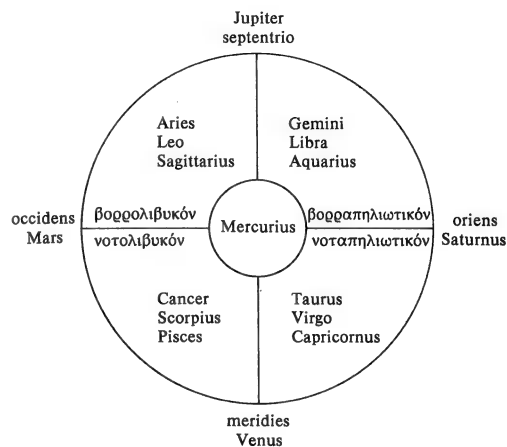 Jupiter
septentrio
Aries
Leo
Sagittarius
Gemini
Libra
Aquarius
occidens
Mars
βορρολιβυκόν
νοτολιβυκόν
Mercurius
βορραπηλιωτικόν
νοταπηλιωτικόν
oriens
Saturnus
Cancer
Scorpius
Pisces
Taurus
Virgo
Capricornus
meridies
Venus